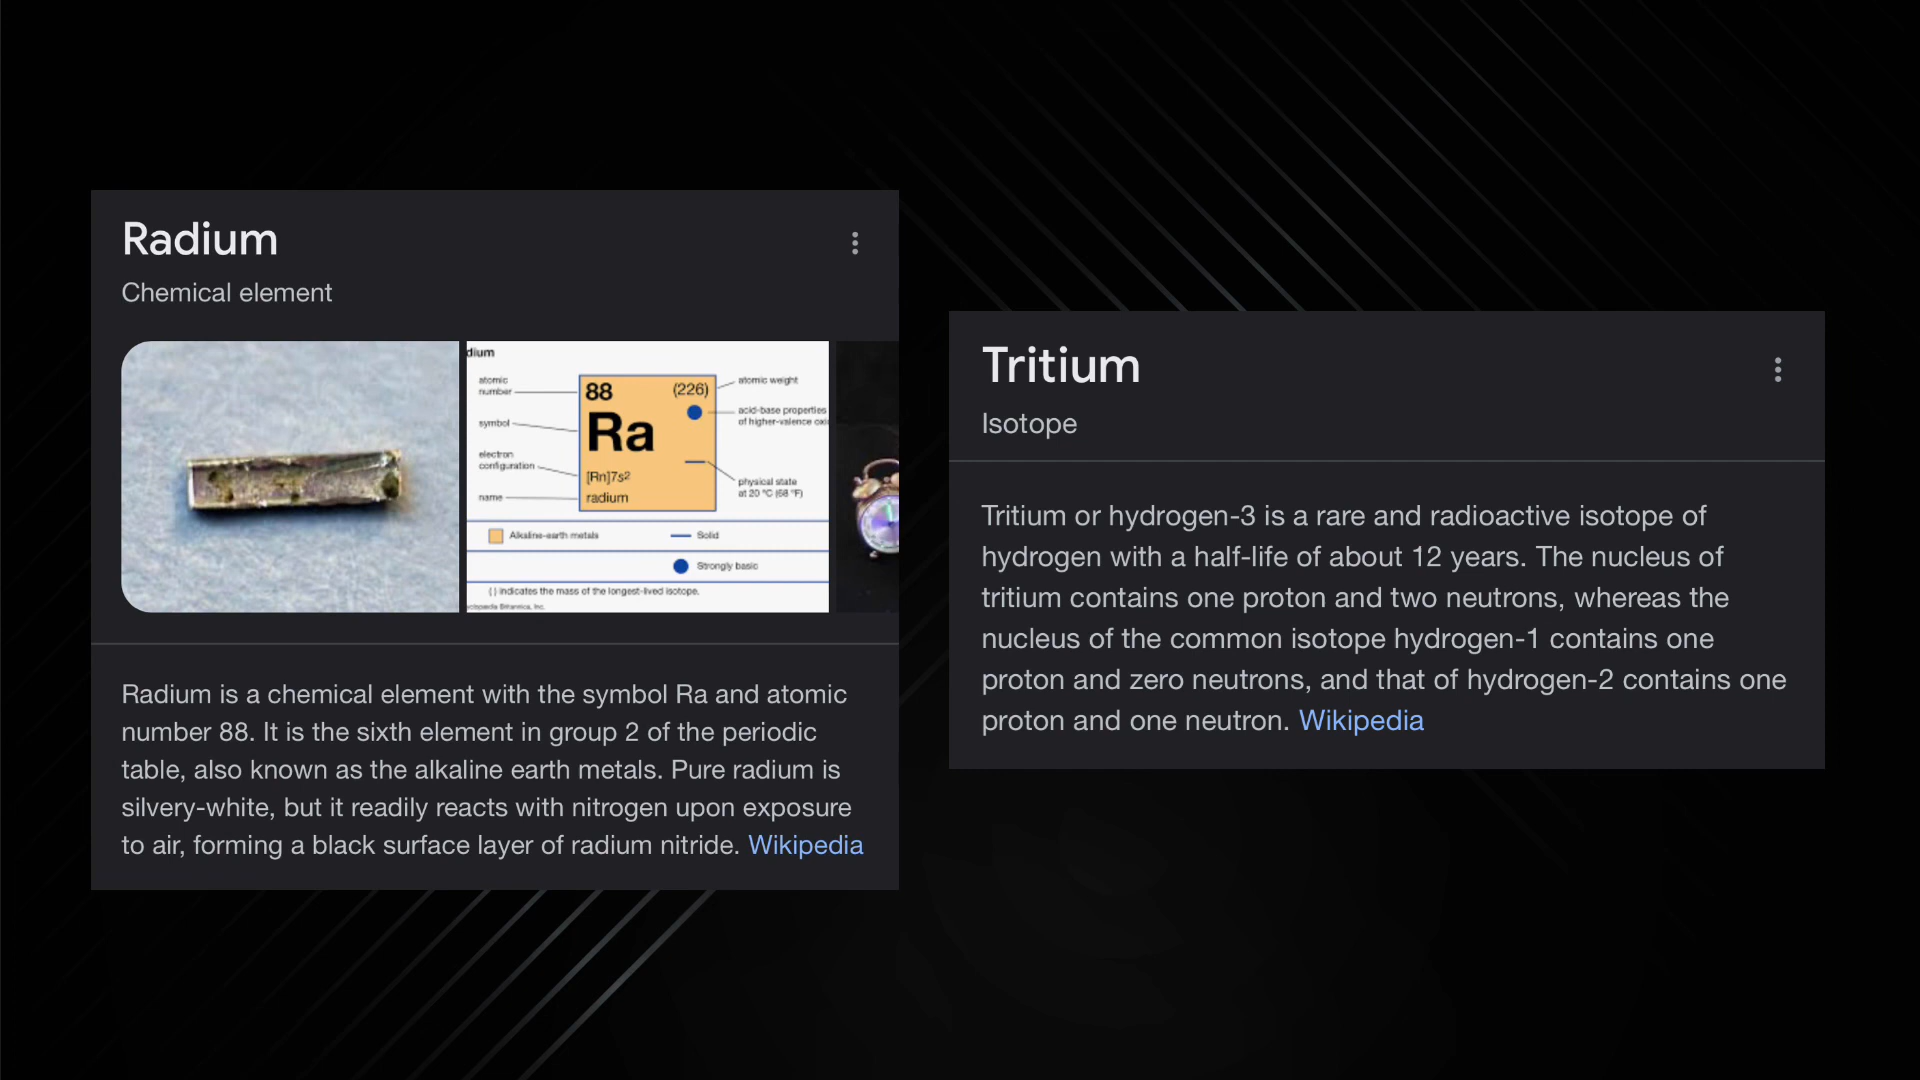 Radium
Chemical element
dium
atomic
number
symbol
electron
configuration
name
88
(226)
Ra
[Rn]7s²
radium
atomic weight
acid-base properties
of higher-valence oxi
physical state
at 20 °C (68 °F)
Alkaline-earth metals
Solid
Strongly basic
( ) indicates the mass of the longest-lived isotope.
Britannica, Inc.
Radium is a chemical element with the symbol Ra and atomic
number 88. It is the sixth element in group 2 of the periodic
table, also known as the alkaline earth metals. Pure radium is
silvery-white, but it readily reacts with nitrogen upon exposure
to air, forming a black surface layer of radium nitride. Wikipedia
Tritium
Isotope
Tritium or hydrogen-3 is a rare and radioactive isotope of
hydrogen with a half-life of about 12 years. The nucleus of
tritium contains one proton and two neutrons, whereas the
nucleus of the common isotope hydrogen-1 contains one
proton and zero neutrons, and that of hydrogen-2 contains one
proton and one neutron. Wikipedia